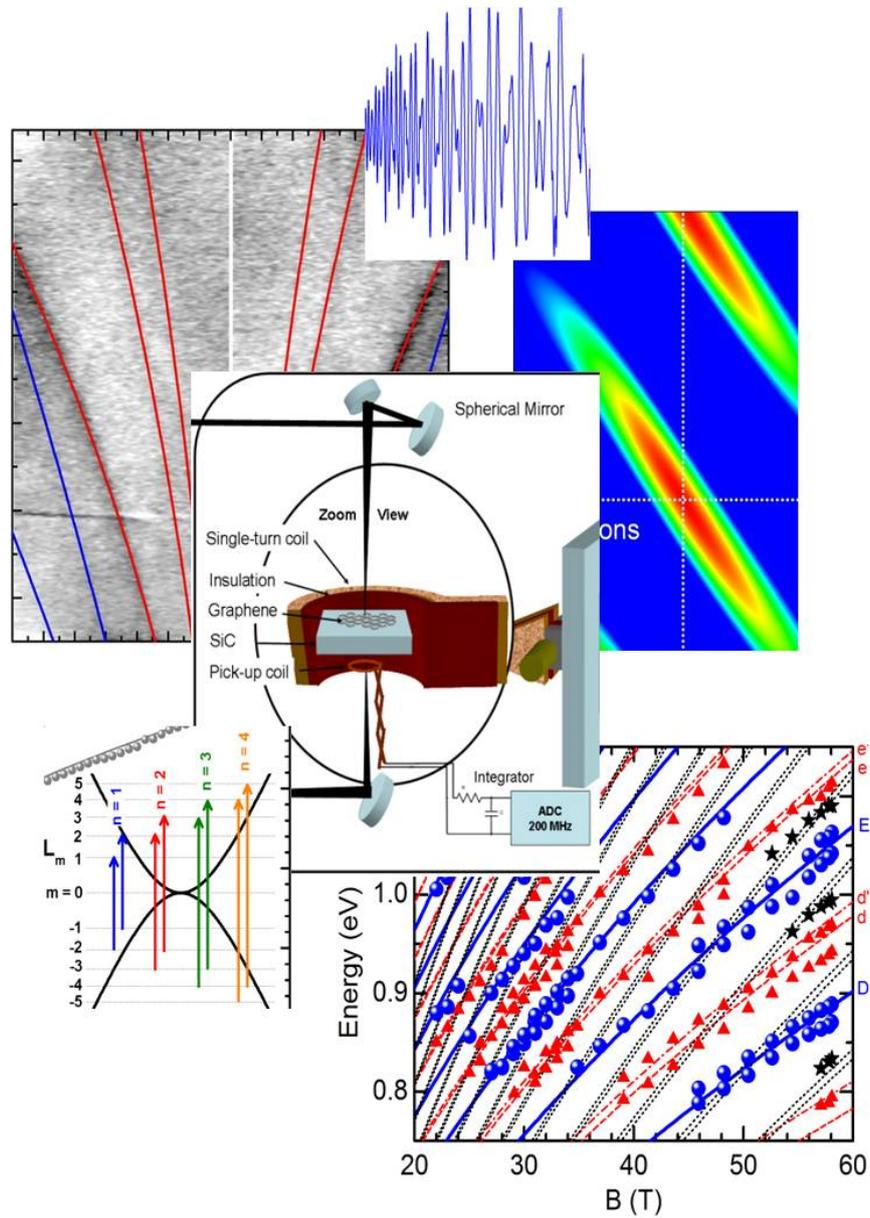 Spherical Mirror
Zoom View
Single-turn coil
Insulation
Graphene
SiC
Pick-up coil
ons
Integrator
ADC
200 MHz
n = 1
n = 2
n = 3
n = 4
5
4
3
2
1
m = 0
-1
-2
-3
-4
-5
Lm
e'
e
E
d'
d
D
1.0
0.9
0.8
Energy (eV)
20
30
40
50
60
B (T)